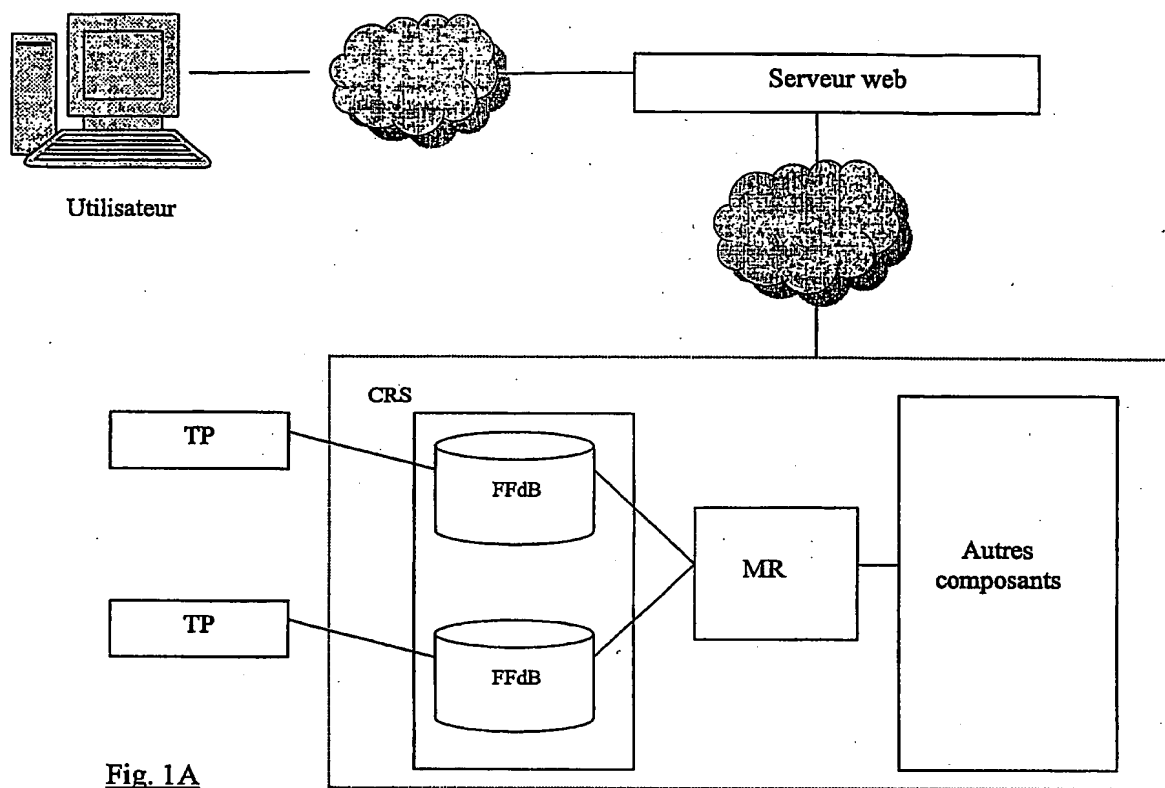 Serveur web
Utilisateur
CRS
TP
FFdB
MR
Autres
composants
TP
FFdB
Fig. 1A